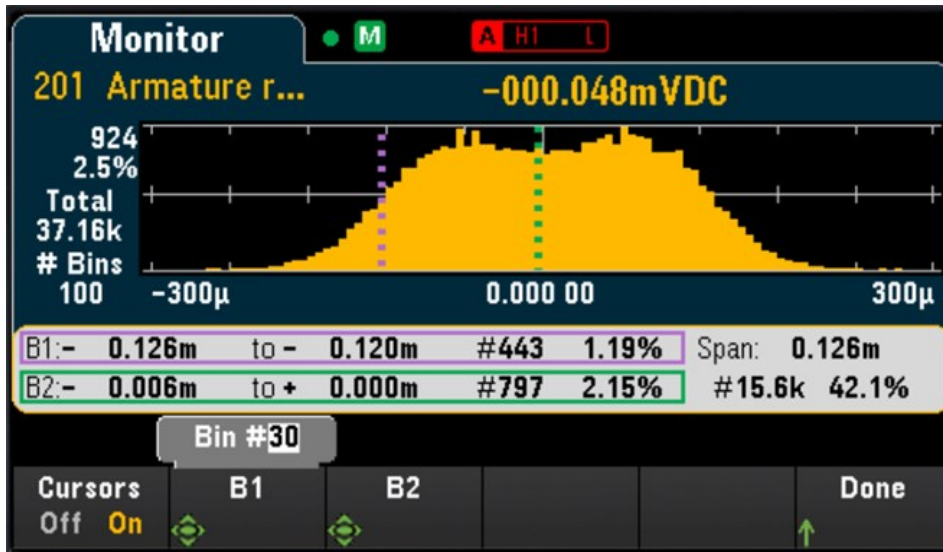 Monitor M A H1 L
201 Armature r... -000.048mVDC
924
2.5%
Total
37.16k
# Bins
100 -300µ 0.000 00 300µ
B1:- 0.126m to - 0.120m #443 1.19% Span: 0.126m
B2:- 0.006m to + 0.000m #797 2.15% #15.6k 42.1%
Bin #30
Cursors B1 B2 Done
Off On